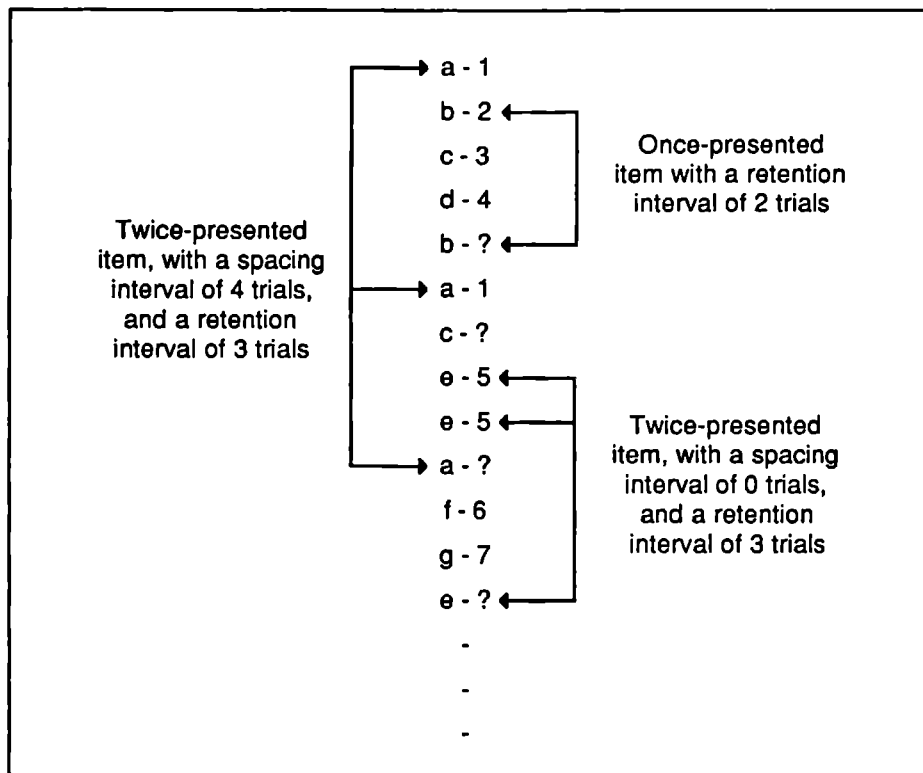 a - 1
b - 2
c - 3
d - 4
b - ?
a - 1
c - ?
e - 5
e - 5
a - ?
f - 6
g - 7
e - ?
-
-
-
Twice-presented
item, with a spacing
interval of 4 trials,
and a retention
interval of 3 trials
Once-presented
item with a retention
interval of 2 trials
Twice-presented
item, with a spacing
interval of 0 trials,
and a retention
interval of 3 trials